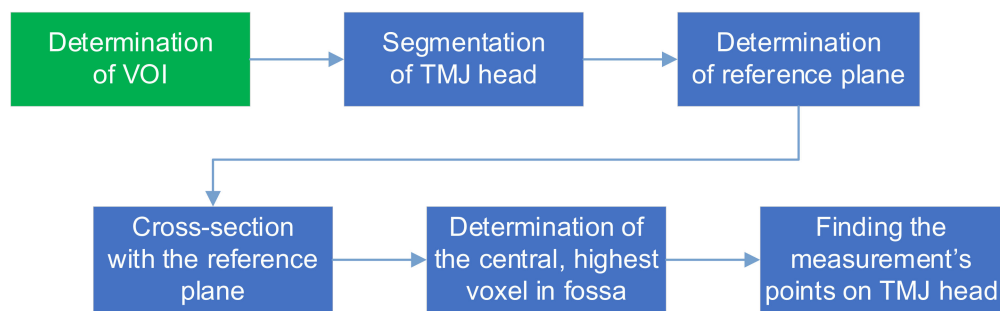 Determination
of VOI
Segmentation
of TMJ head
Determination
of reference plane
Cross-section
with the reference
plane
Determination of
the central, highest
voxel in fossa
Finding the
measurement's
points on TMJ head